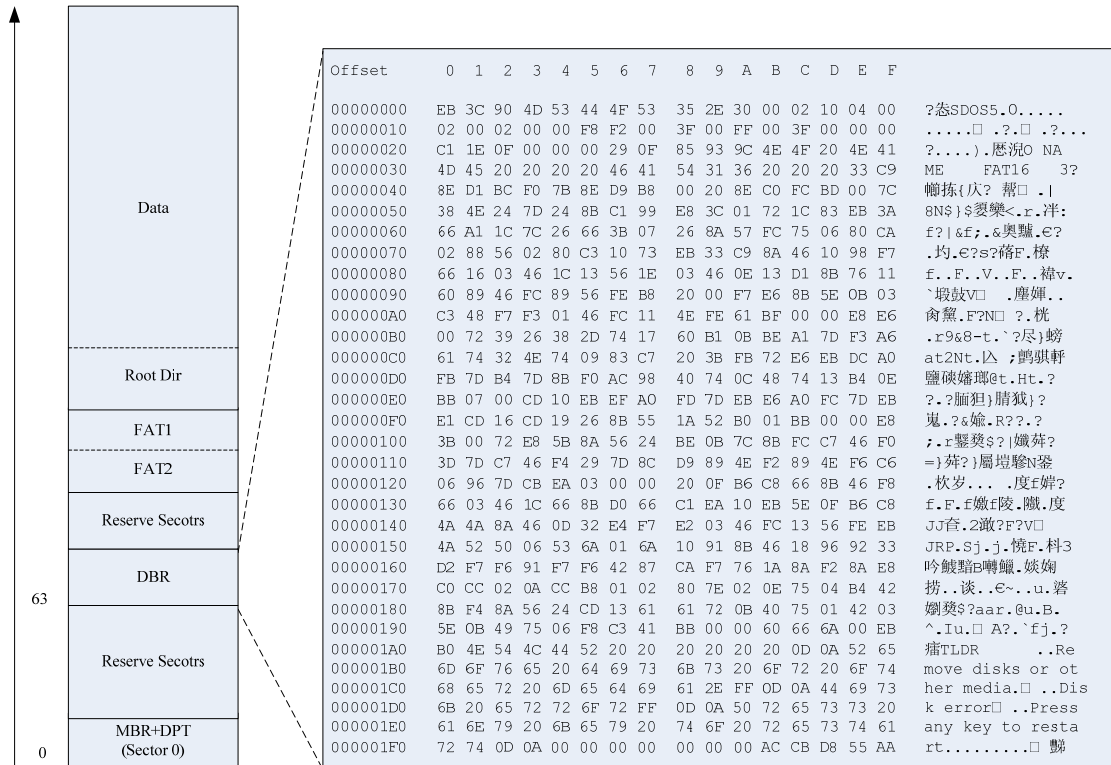 Data
Root Dir
FAT1
FAT2
Reserve Secotrs
DBR
63
Reserve Secotrs
MBR+DPT
(Sector 0)
0
Offset 0 1 2 3 4 5 6 7 8 9 A B C D E F
00000000 EB 3C 90 4D 53 44 4F 53 35 2E 30 00 02 10 04 00
00000010 02 00 02 00 00 F8 F2 00 3F 00 FF 00 3F 00 00 00
00000020 C1 1E 0F 00 00 00 29 0F 85 93 9C 4E 4F 20 4E 41
00000030 4D 45 20 20 20 20 46 41 54 31 36 20 20 20 33 C9
00000040 8E D1 BC F0 7B 8E D9 B8 00 20 8E C0 FC BD 00 7C
00000050 38 4E 24 7D 24 8B C1 99 E8 3C 01 72 1C 83 EB 3A
00000060 66 A1 1C 7C 26 66 3B 07 26 8A 57 FC 75 06 80 CA
00000070 02 88 56 02 80 C3 10 73 EB 33 C9 8A 46 10 98 F7
00000080 66 16 03 46 1C 13 56 1E 03 46 0E 13 D1 8B 76 11
00000090 60 89 46 FC 89 56 FE B8 20 00 F7 E6 8B 5E 0B 03
000000A0 C3 48 F7 F3 01 46 FC 11 4E FE 61 BF 00 00 E8 E6
000000B0 00 72 39 26 38 2D 74 17 60 B1 0B BE A1 7D F3 A6
000000C0 61 74 32 4E 74 09 83 C7 20 3B FB 72 E6 EB DC A0
000000D0 FB 7D B4 7D 8B F0 AC 98 40 74 0C 48 74 13 B4 0E
000000E0 BB 07 00 CD 10 EB EF A0 FD 7D EB E6 A0 FC 7D EB
000000F0 E1 CD 16 CD 19 26 8B 55 1A 52 B0 01 BB 00 00 E8
00000100 3B 00 72 E8 5B 8A 56 24 BE 0B 7C 8B FC C7 46 F0
00000110 3D 7D C7 46 F4 29 7D 8C D9 89 4E F2 89 4E F6 C6
00000120 06 96 7D CB EA 03 00 00 20 0F B6 C8 66 8B 46 F8
00000130 66 03 46 1C 66 8B D0 66 C1 EA 10 EB 5E 0F B6 C8
00000140 4A 4A 8A 46 0D 32 E4 F7 E2 03 46 FC 13 56 FE EB
00000150 4A 52 50 06 53 6A 01 6A 10 91 8B 46 18 96 92 33
00000160 D2 F7 F6 91 F7 F6 42 87 CA F7 76 1A 8A F2 8A E8
00000170 C0 CC 02 0A CC B8 01 02 80 7E 02 0E 75 04 B4 42
00000180 8B F4 8A 56 24 CD 13 61 61 72 0B 40 75 01 42 03
00000190 5E 0B 49 75 06 F8 C3 41 BB 00 00 60 66 6A 00 EB
000001A0 B0 4E 54 4C 44 52 20 20 20 20 20 20 0D 0A 52 65
000001B0 6D 6F 76 65 20 64 69 73 6B 73 20 6F 72 20 6F 74 move disks or ot
000001C0 68 65 72 20 6D 65 64 69 61 2E FF 0D 0A 44 69 73 her media.□ ..Dis
000001D0 6B 20 65 72 72 6F 72 FF 0D 0A 50 72 65 73 73 20 k error□ ..Press
000001E0 61 6E 79 20 6B 65 79 20 74 6F 20 72 65 73 74 61 any key to resta
000001F0 72 74 0D 0A 00 00 00 00 00 00 00 AC CB D8 55 AA